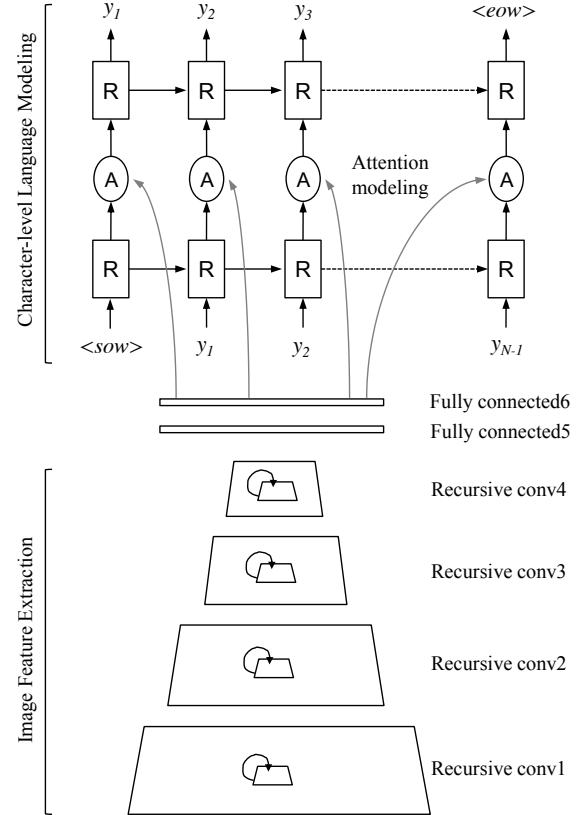 y1 y2 y3 <eow>
R R R R
Attention
modeling
A A A A
R R R R
<sow> y1 y2 yN-1
Character-level Language Modeling
Fully connected6
Fully connected5
Recursive conv4
Recursive conv3
Recursive conv2
Recursive conv1
Image Feature Extraction